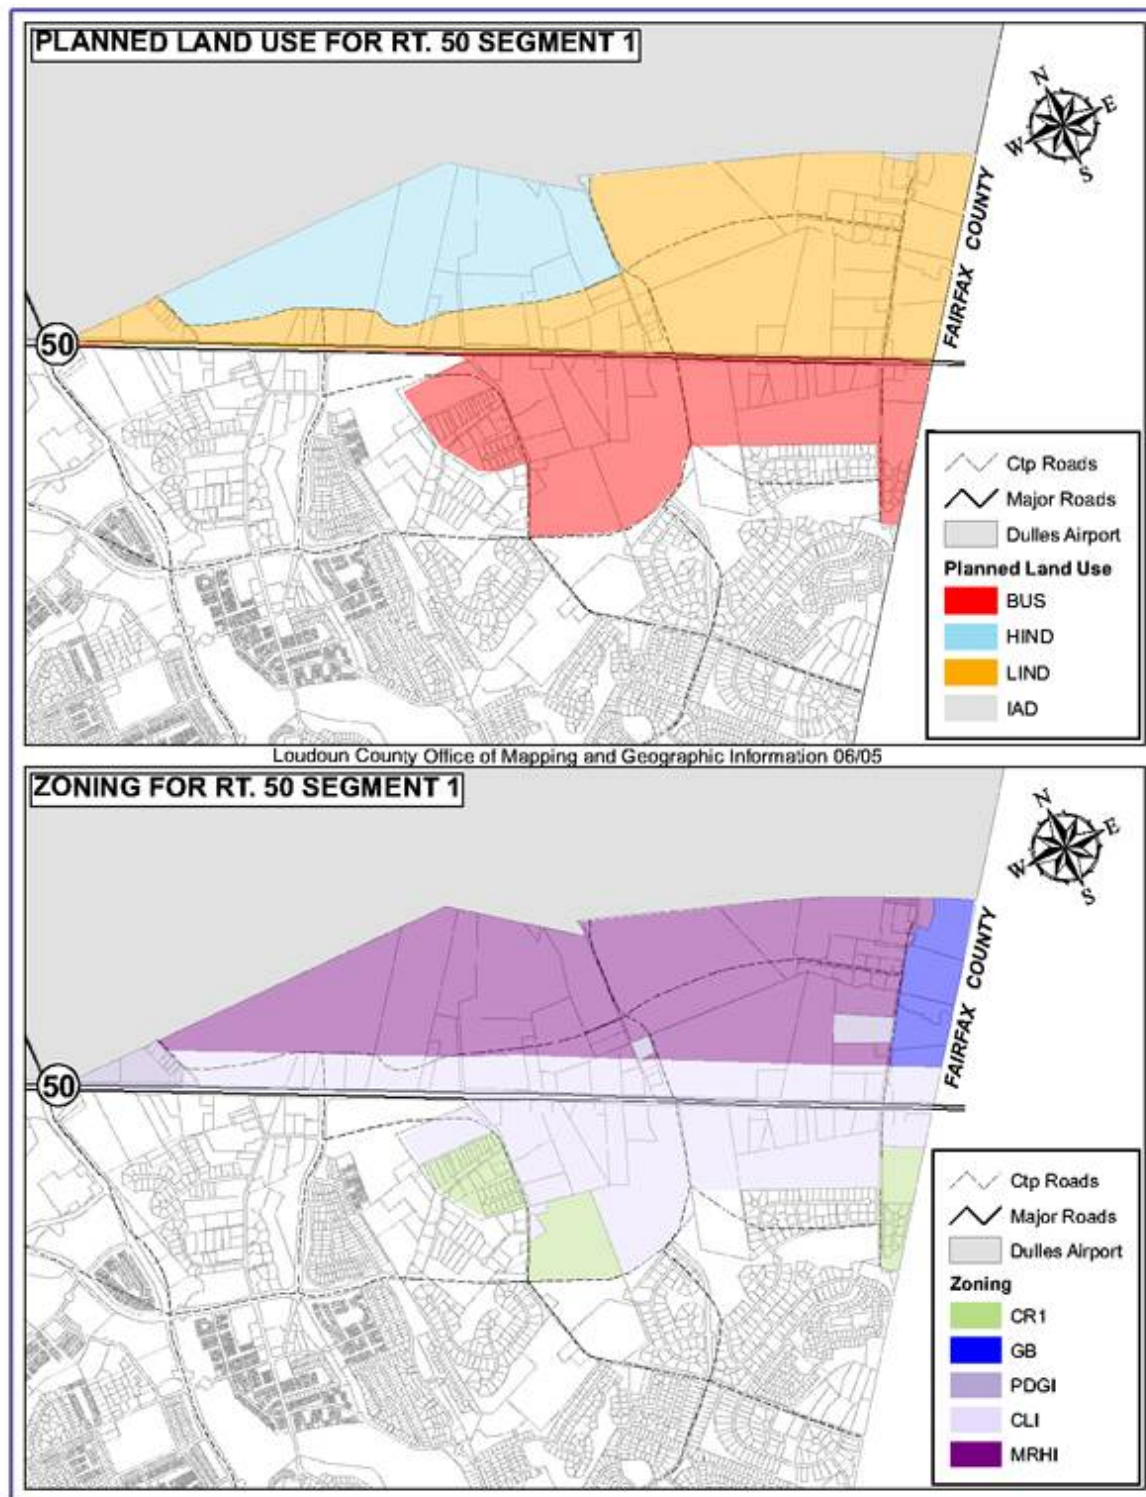 PLANNED LAND USE FOR RT. 50 SEGMENT 1
N
E
W
S
FAIRFAX COUNTY
50
Ctp Roads
Major Roads
Dulles Airport
Planned Land Use
BUS
HIND
LIND
IAD
Loudoun County Office of Mapping and Geographic Information 06/05
ZONING FOR RT. 50 SEGMENT 1
N
E
W
S
FAIRFAX COUNTY
50
Ctp Roads
Major Roads
Dulles Airport
Zoning
CR1
GB
PDGI
CLI
MRHI